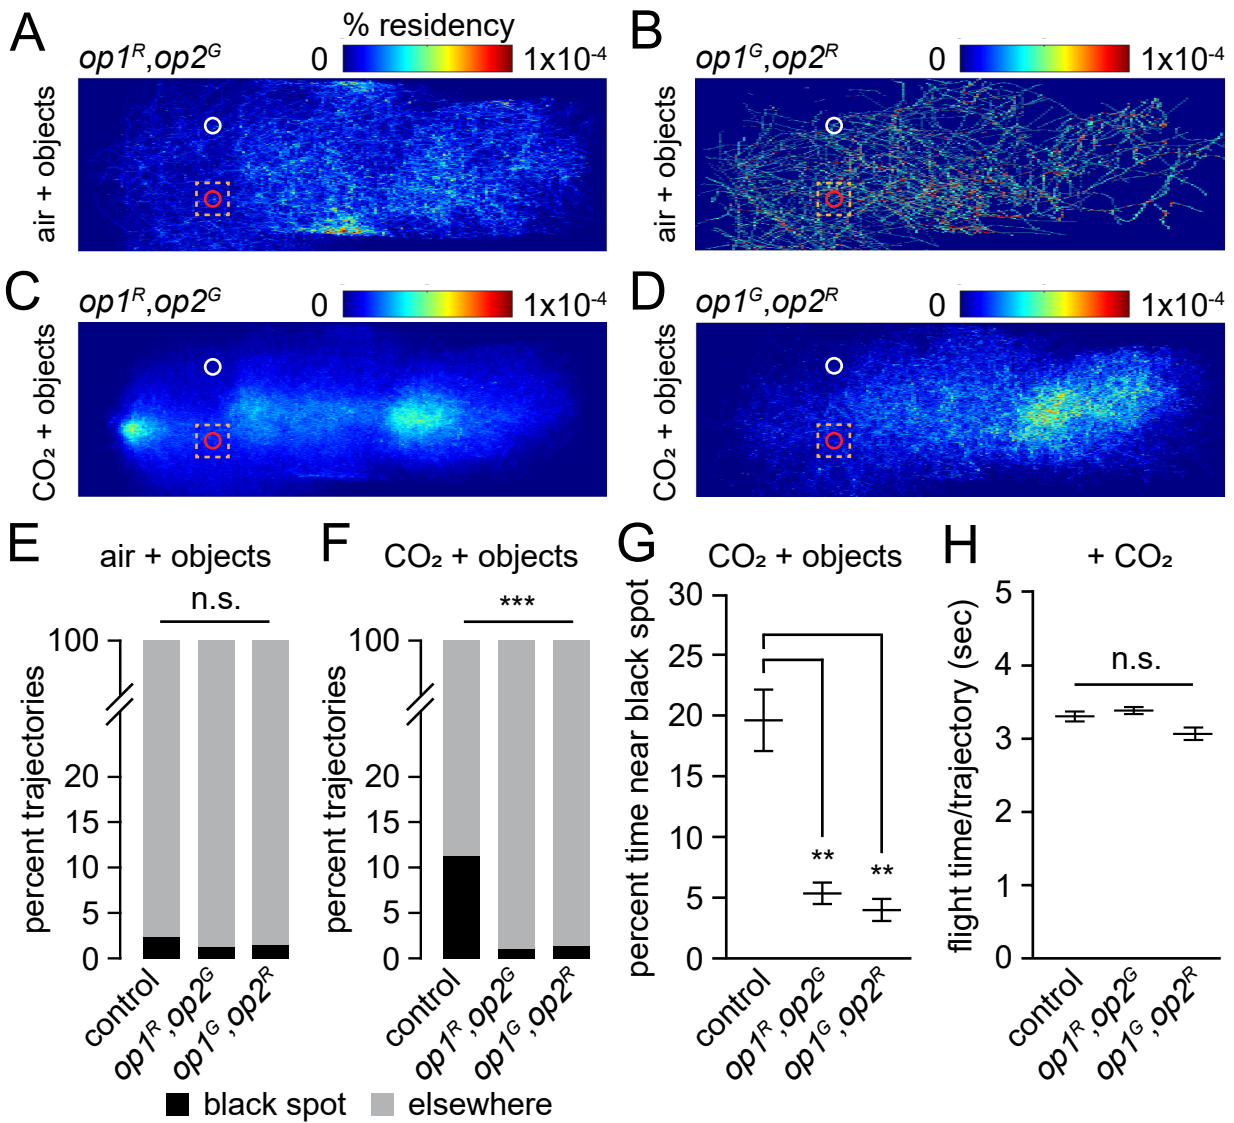 A
% residency
op1ᴿ,op2ᴳ
0
1x10⁻⁴
air + objects
B
op1ᴳ,op2ᴿ
0
1x10⁻⁴
air + objects
C
op1ᴿ,op2ᴳ
0
1x10⁻⁴
CO₂ + objects
D
op1ᴳ,op2ᴿ
0
1x10⁻⁴
CO₂ + objects
E
air + objects
n.s.
percent trajectories
100
20
15
10
5
0
control
op1ᴿ,op2ᴳ
op1ᴳ,op2ᴿ
F
CO₂ + objects
***
percent trajectories
100
20
15
10
5
0
control
op1ᴿ,op2ᴳ
op1ᴳ,op2ᴿ
black spot
elsewhere
G
CO₂ + objects
percent time near black spot
30
25
20
15
10
5
0
**
**
control
op1ᴿ,op2ᴳ
op1ᴳ,op2ᴿ
H
+ CO₂
n.s.
flight time/trajectory (sec)
5
4
3
2
1
0
control
op1ᴿ,op2ᴳ
op1ᴳ,op2ᴿ